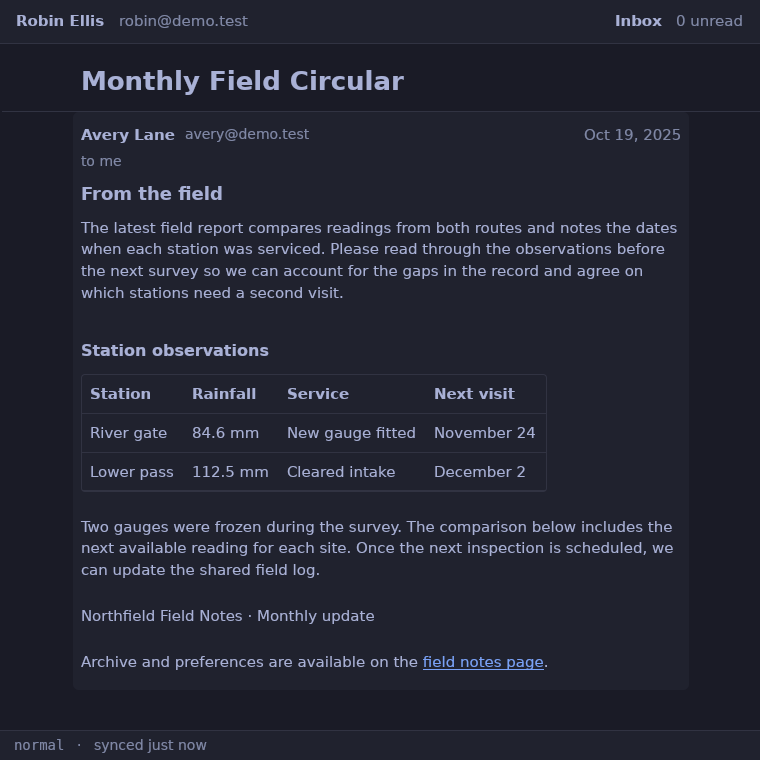 Robin Ellis robin@demo.test Inbox 0 unread
Monthly Field Circular
Avery Lane avery@demo.test Oct 19, 2025
to me
From the field
The latest field report compares readings from both routes and notes the dates
when each station was serviced. Please read through the observations before
the next survey so we can account for the gaps in the record and agree on
which stations need a second visit.
Station observations
Station Rainfall Service Next visit
River gate 84.6 mm New gauge fitted November 24
Lower pass 112.5 mm Cleared intake December 2
Two gauges were frozen during the survey. The comparison below includes the
next available reading for each site. Once the next inspection is scheduled, we
can update the shared field log.
Northfield Field Notes · Monthly update
Archive and preferences are available on the field notes page.
normal · synced just now